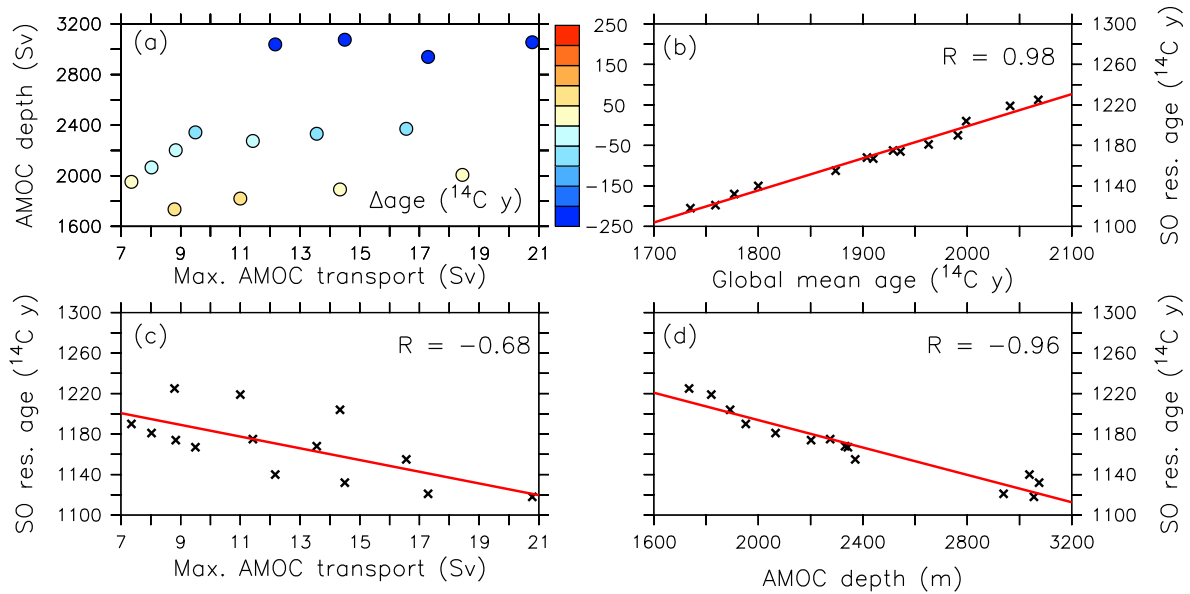 (a)
AMOC depth (Sv)
3200
2800
2400
2000
1600
Δage (¹⁴C y)
7 9 11 13 15 17 19 21
Max. AMOC transport (Sv)
250
150
50
−50
−150
−250
(b)
R = 0.98
1300
1260
1220
1180
1140
1100
SO res. age (¹⁴C y)
1700 1800 1900 2000 2100
Global mean age (¹⁴C y)
(c)
R = −0.68
SO res. age (¹⁴C y)
1300
1260
1220
1180
1140
1100
7 9 11 13 15 17 19 21
Max. AMOC transport (Sv)
(d)
R = −0.96
1300
1260
1220
1180
1140
1100
SO res. age (¹⁴C y)
1600 2000 2400 2800 3200
AMOC depth (m)